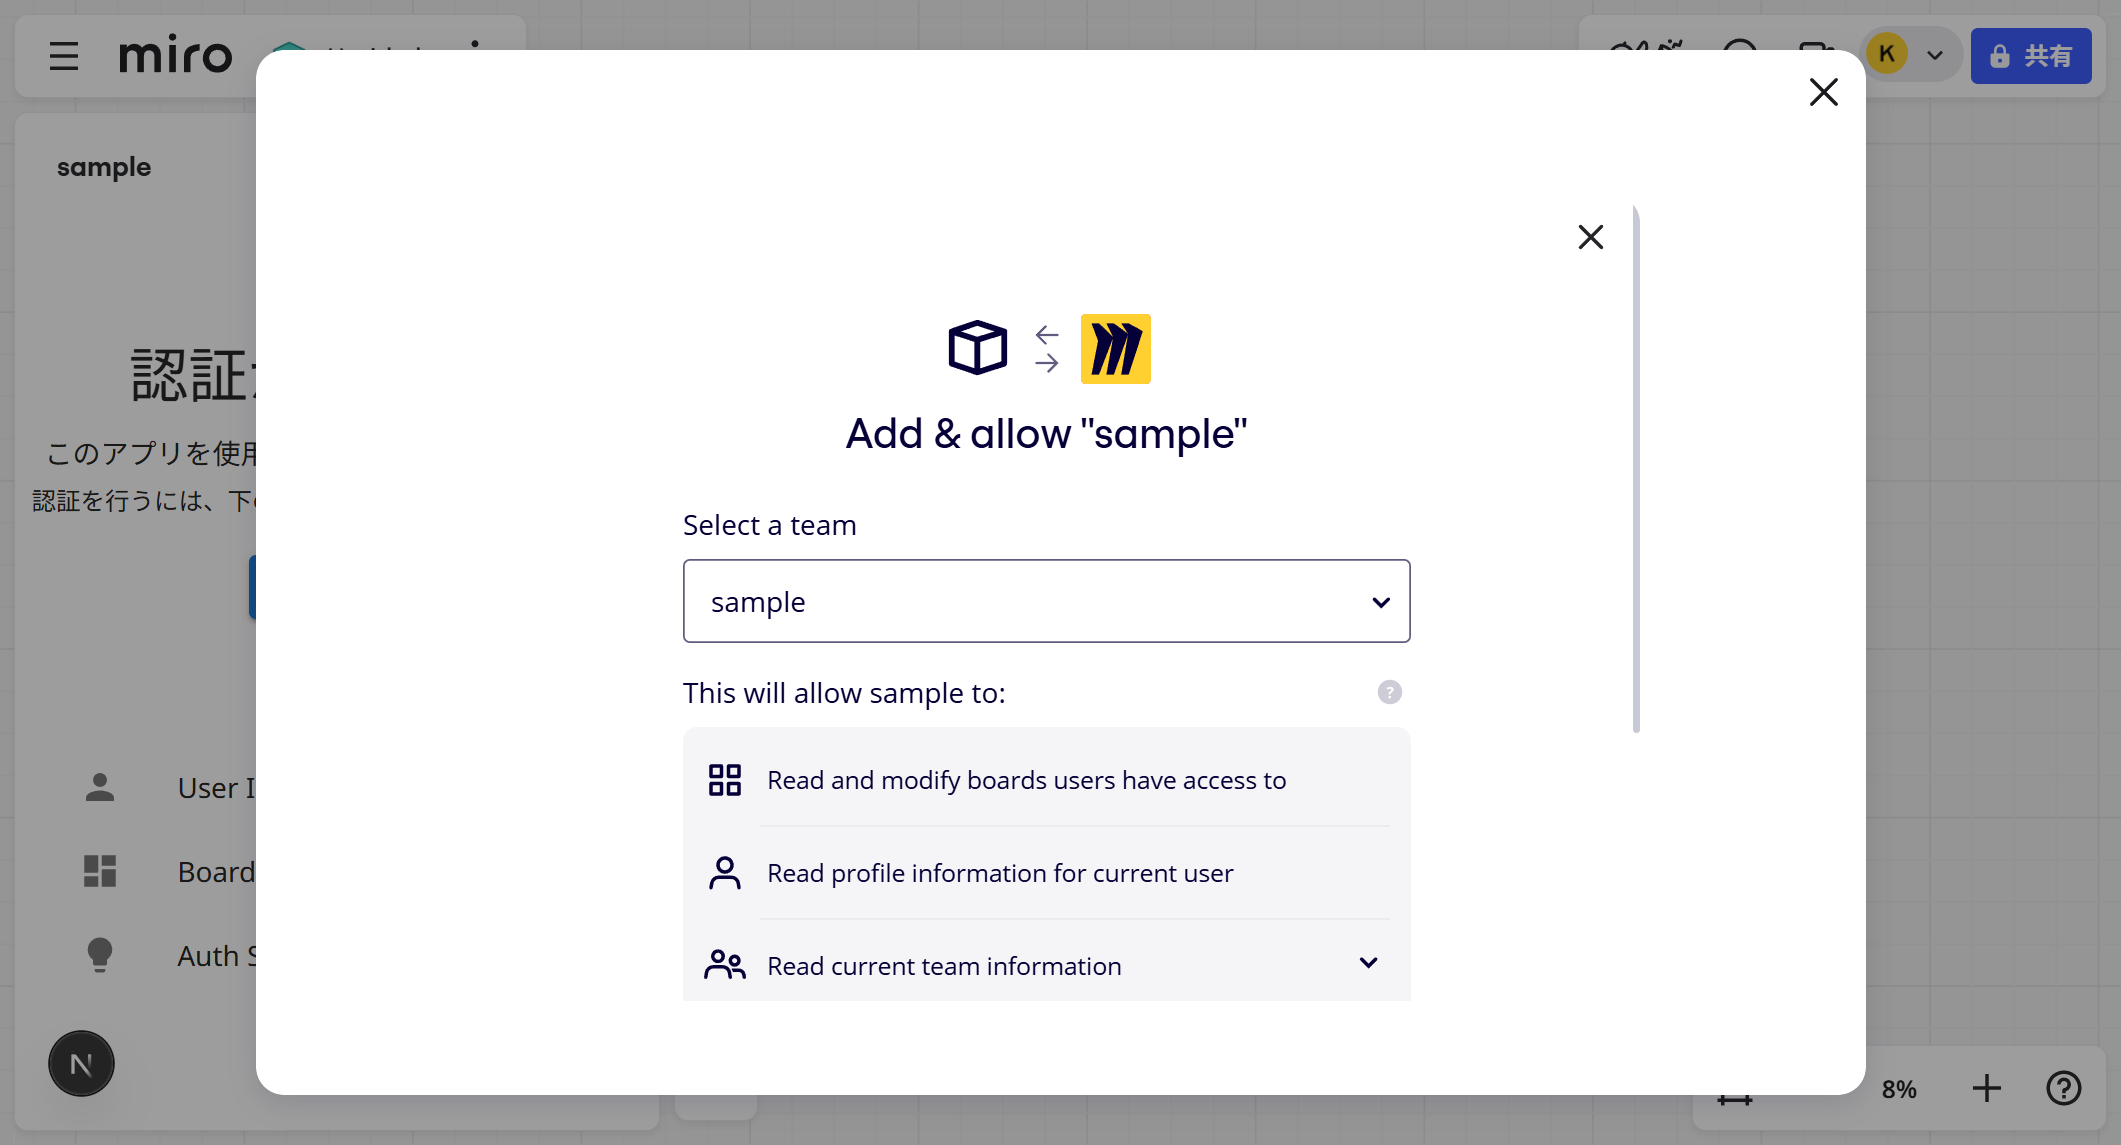 miro
K
共有
sample
認証
このアプリを使用
認証を行うには、下
Add & allow "sample"
Select a team
sample
This will allow sample to:
?
Read and modify boards users have access to
Read profile information for current user
Read current team information
User I
Board
Auth S
N
8%
?